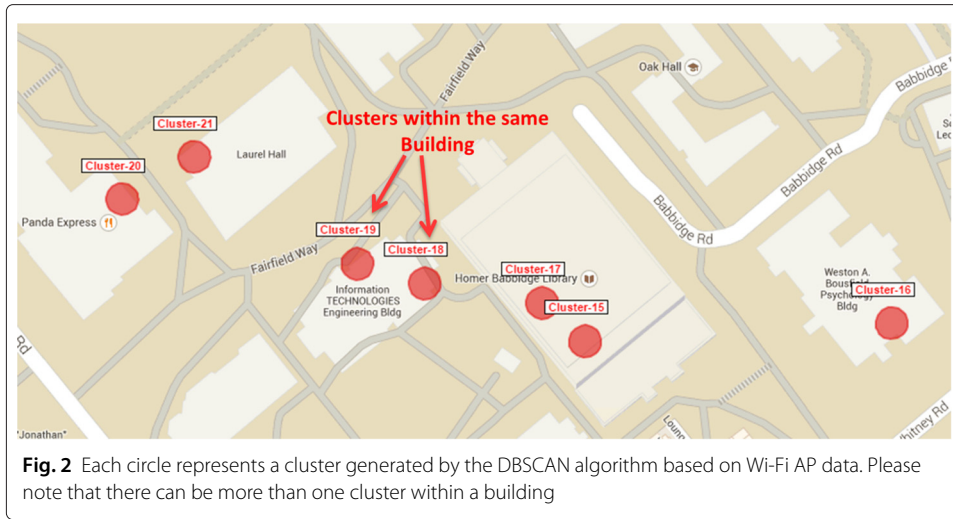 Fairfield Way
Oak Hall
Babbidge Rd
Clusters within the same
Building
Cluster-21
Laurel Hall
Cluster-20
Panda Express
Babbidge Rd
Cluster-19
Cluster-18
Fairfield Way
Babbidge Rd
Information
TECHNOLOGIES
Engineering Bldg
Cluster-17
Homer Babbidge Library
Cluster-15
Weston A.
Bousfield
Psychology
Bldg
Cluster-16
Rd
"Jonathan"
Fig. 2 Each circle represents a cluster generated by the DBSCAN algorithm based on Wi-Fi AP data. Please
note that there can be more than one cluster within a building